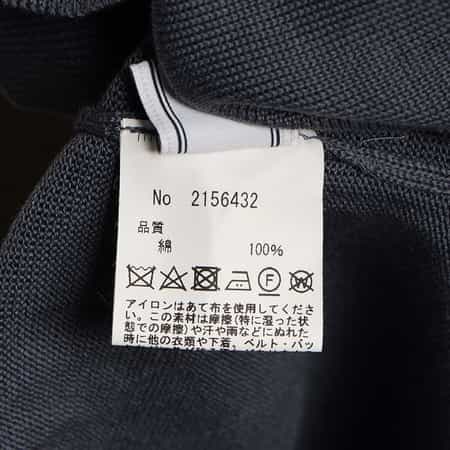 No 2156432
品質
綿 100%
F W
アイロンはあて布を使用してくださ
い。この素材は摩擦(特に湿った状
態での摩擦)や汗や雨などにぬれた
時に他の衣類や下着、ベルト・バッ